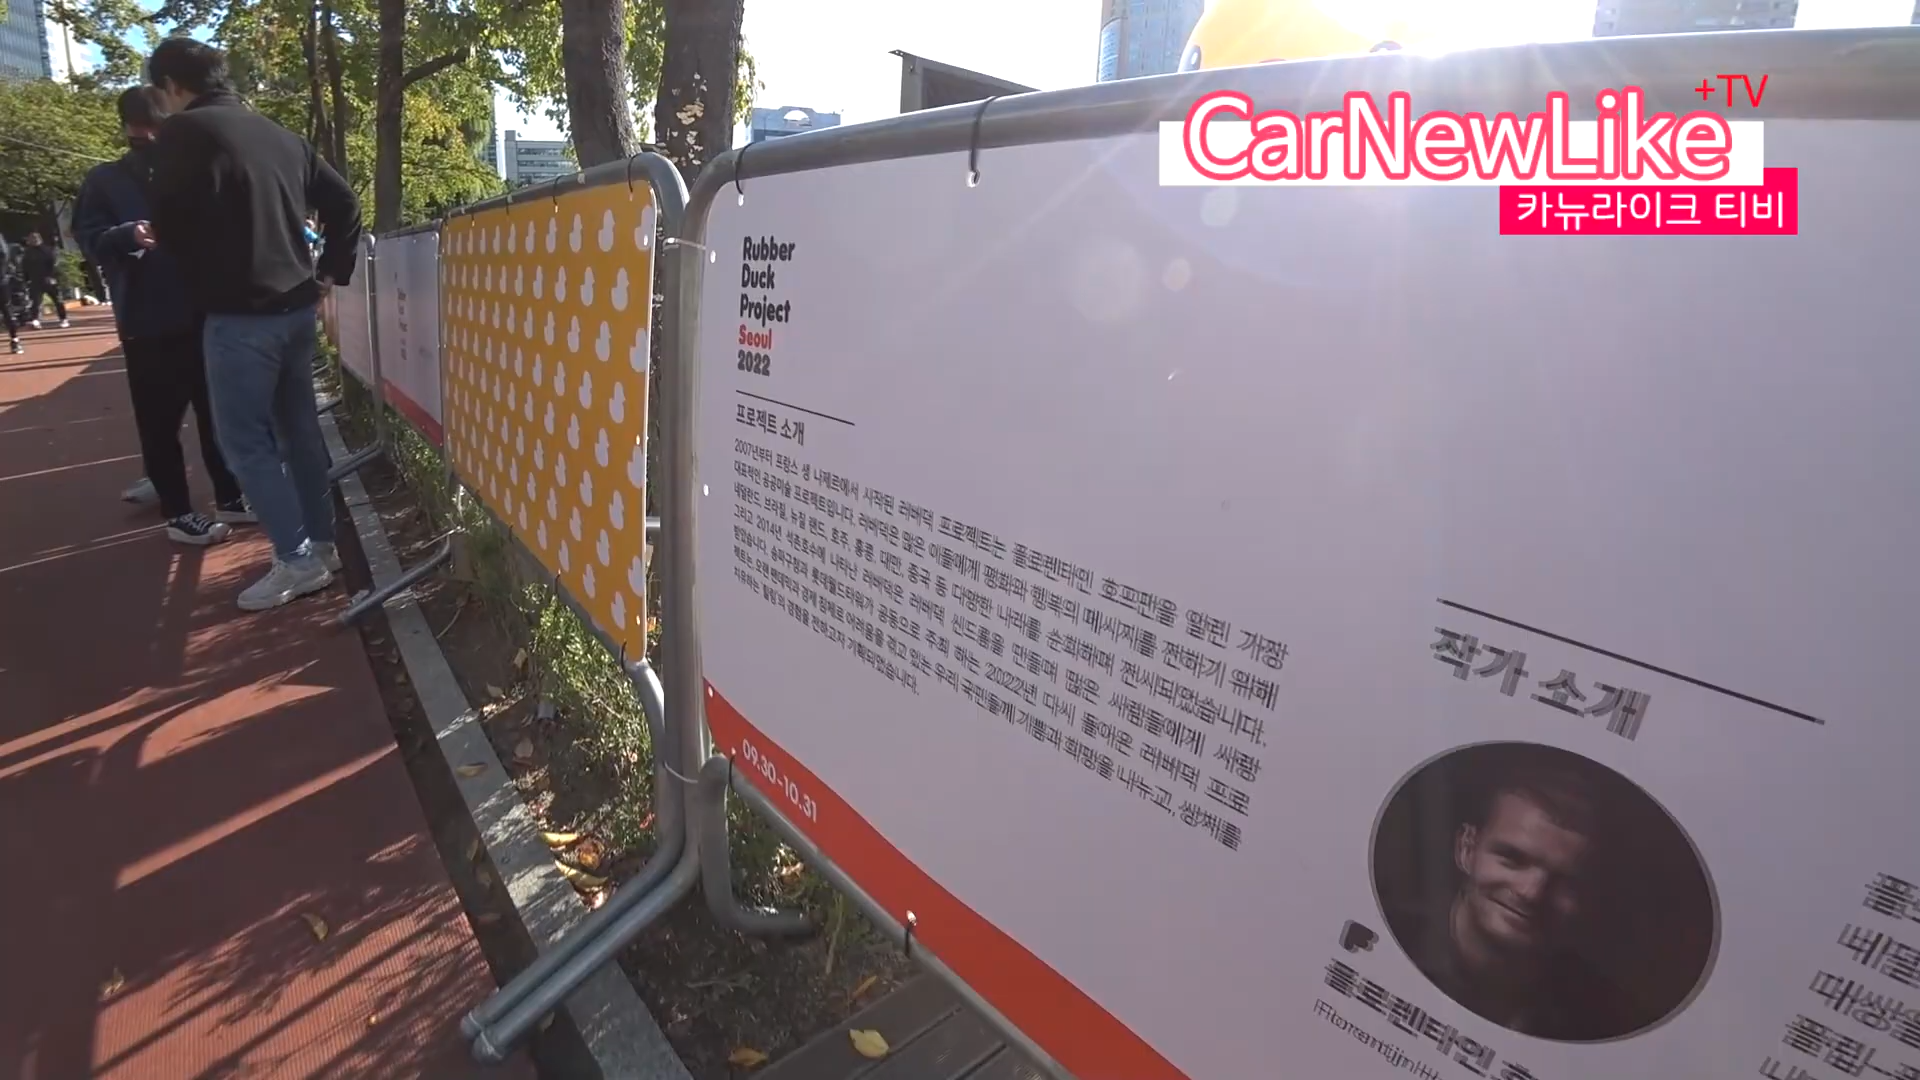 +TV
CarNewLike
카뉴라이크 티비
Rubber
Duck
Project
Seoul
2022
프로젝트 소개
2007년부터 프랑스 생 나제르에서 시작된 러버덕 프로젝트는 플로렌타인 호프만을 알린 가장
대표적인 공공미술 프로젝트입니다. 러버덕은 많은 이들에게 평화와 행복의 메시지를 전하기 위해
네덜란드, 브라질, 뉴질랜드, 호주, 홍콩, 대만, 중국 등 다양한 나라를 순회하며 전시되었습니다.
그리고 2014년 석촌호수에 나타난 러버덕은 러버덕 신드롬을 만들며 많은 사람들에게 사랑
받았습니다. 송파구청과 롯데월드타워가 공동으로 주최 하는 2022년 다시 돌아온 러버덕 프로
젝트는, 오랜 팬데믹과 경제 침체로 어려움을 겪고 있는 우리 국민들께 기쁨과 희망을 나누고, 상처를
치유하는 '힐링'의 경험을 전하고자 기획되었습니다.
09.30-10.31
작가 소개
플로렌타인
Florentijn